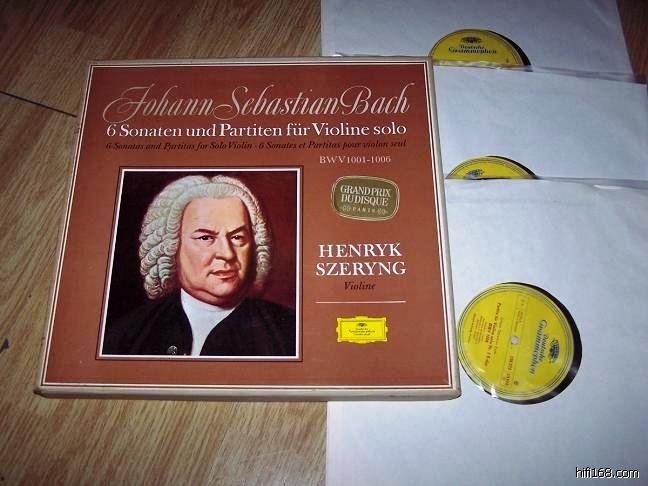 Johann Sebastian Bach
6 Sonaten und Partiten für Violine solo
6 Sonatas and Partitas for Solo Violin · 6 Sonates et Partitas pour violon seul
BWV 1001-1006
GRAND PRIX
DU DISQUE
PARIS
HENRYK
SZERYNG
Violine
Deutsche
Grammophon
Deutsche
Grammophon
Deutsche
Grammophon
hifi168.com